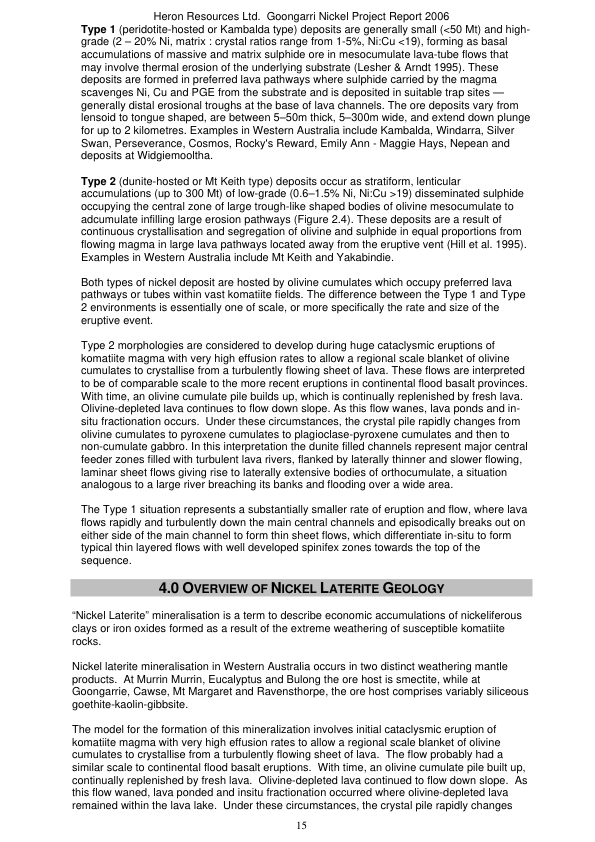 Heron Resources Ltd.  Goongarri Nickel Project Report 2006
Type 1 (peridotite-hosted or Kambalda type) deposits are generally small (<50 Mt) and high-
grade (2 – 20% Ni, matrix : crystal ratios range from 1-5%, Ni:Cu <19), forming as basal
accumulations of massive and matrix sulphide ore in mesocumulate lava-tube flows that
may involve thermal erosion of the underlying substrate (Lesher & Arndt 1995). These
deposits are formed in preferred lava pathways where sulphide carried by the magma
scavenges Ni, Cu and PGE from the substrate and is deposited in suitable trap sites —
generally distal erosional troughs at the base of lava channels. The ore deposits vary from
lensoid to tongue shaped, are between 5–50m thick, 5–300m wide, and extend down plunge
for up to 2 kilometres. Examples in Western Australia include Kambalda, Windarra, Silver
Swan, Perseverance, Cosmos, Rocky's Reward, Emily Ann - Maggie Hays, Nepean and
deposits at Widgiemooltha.
Type 2 (dunite-hosted or Mt Keith type) deposits occur as stratiform, lenticular
accumulations (up to 300 Mt) of low-grade (0.6–1.5% Ni, Ni:Cu >19) disseminated sulphide
occupying the central zone of large trough-like shaped bodies of olivine mesocumulate to
adcumulate infilling large erosion pathways (Figure 2.4). These deposits are a result of
continuous crystallisation and segregation of olivine and sulphide in equal proportions from
flowing magma in large lava pathways located away from the eruptive vent (Hill et al. 1995).
Examples in Western Australia include Mt Keith and Yakabindie.
Both types of nickel deposit are hosted by olivine cumulates which occupy preferred lava
pathways or tubes within vast komatiite fields. The difference between the Type 1 and Type
2 environments is essentially one of scale, or more specifically the rate and size of the
eruptive event.
Type 2 morphologies are considered to develop during huge cataclysmic eruptions of
komatiite magma with very high effusion rates to allow a regional scale blanket of olivine
cumulates to crystallise from a turbulently flowing sheet of lava. These flows are interpreted
to be of comparable scale to the more recent eruptions in continental flood basalt provinces.
With time, an olivine cumulate pile builds up, which is continually replenished by fresh lava.
Olivine-depleted lava continues to flow down slope. As this flow wanes, lava ponds and in-
situ fractionation occurs.  Under these circumstances, the crystal pile rapidly changes from
olivine cumulates to pyroxene cumulates to plagioclase-pyroxene cumulates and then to
non-cumulate gabbro. In this interpretation the dunite filled channels represent major central
feeder zones filled with turbulent lava rivers, flanked by laterally thinner and slower flowing,
laminar sheet flows giving rise to laterally extensive bodies of orthocumulate, a situation
analogous to a large river breaching its banks and flooding over a wide area.
The Type 1 situation represents a substantially smaller rate of eruption and flow, where lava
flows rapidly and turbulently down the main central channels and episodically breaks out on
either side of the main channel to form thin sheet flows, which differentiate in-situ to form
typical thin layered flows with well developed spinifex zones towards the top of the
sequence.
4.0 OVERVIEW OF NICKEL LATERITE GEOLOGY
“Nickel Laterite” mineralisation is a term to describe economic accumulations of nickeliferous
clays or iron oxides formed as a result of the extreme weathering of susceptible komatiite
rocks.
Nickel laterite mineralisation in Western Australia occurs in two distinct weathering mantle
products.  At Murrin Murrin, Eucalyptus and Bulong the ore host is smectite, while at
Goongarrie, Cawse, Mt Margaret and Ravensthorpe, the ore host comprises variably siliceous
goethite-kaolin-gibbsite.
The model for the formation of this mineralization involves initial cataclysmic eruption of
komatiite magma with very high effusion rates to allow a regional scale blanket of olivine
cumulates to crystallise from a turbulently flowing sheet of lava.  The flow probably had a
similar scale to continental flood basalt eruptions.  With time, an olivine cumulate pile built up,
continually replenished by fresh lava.  Olivine-depleted lava continued to flow down slope.  As
this flow waned, lava ponded and insitu fractionation occurred where olivine-depleted lava
remained within the lava lake.  Under these circumstances, the crystal pile rapidly changes
15